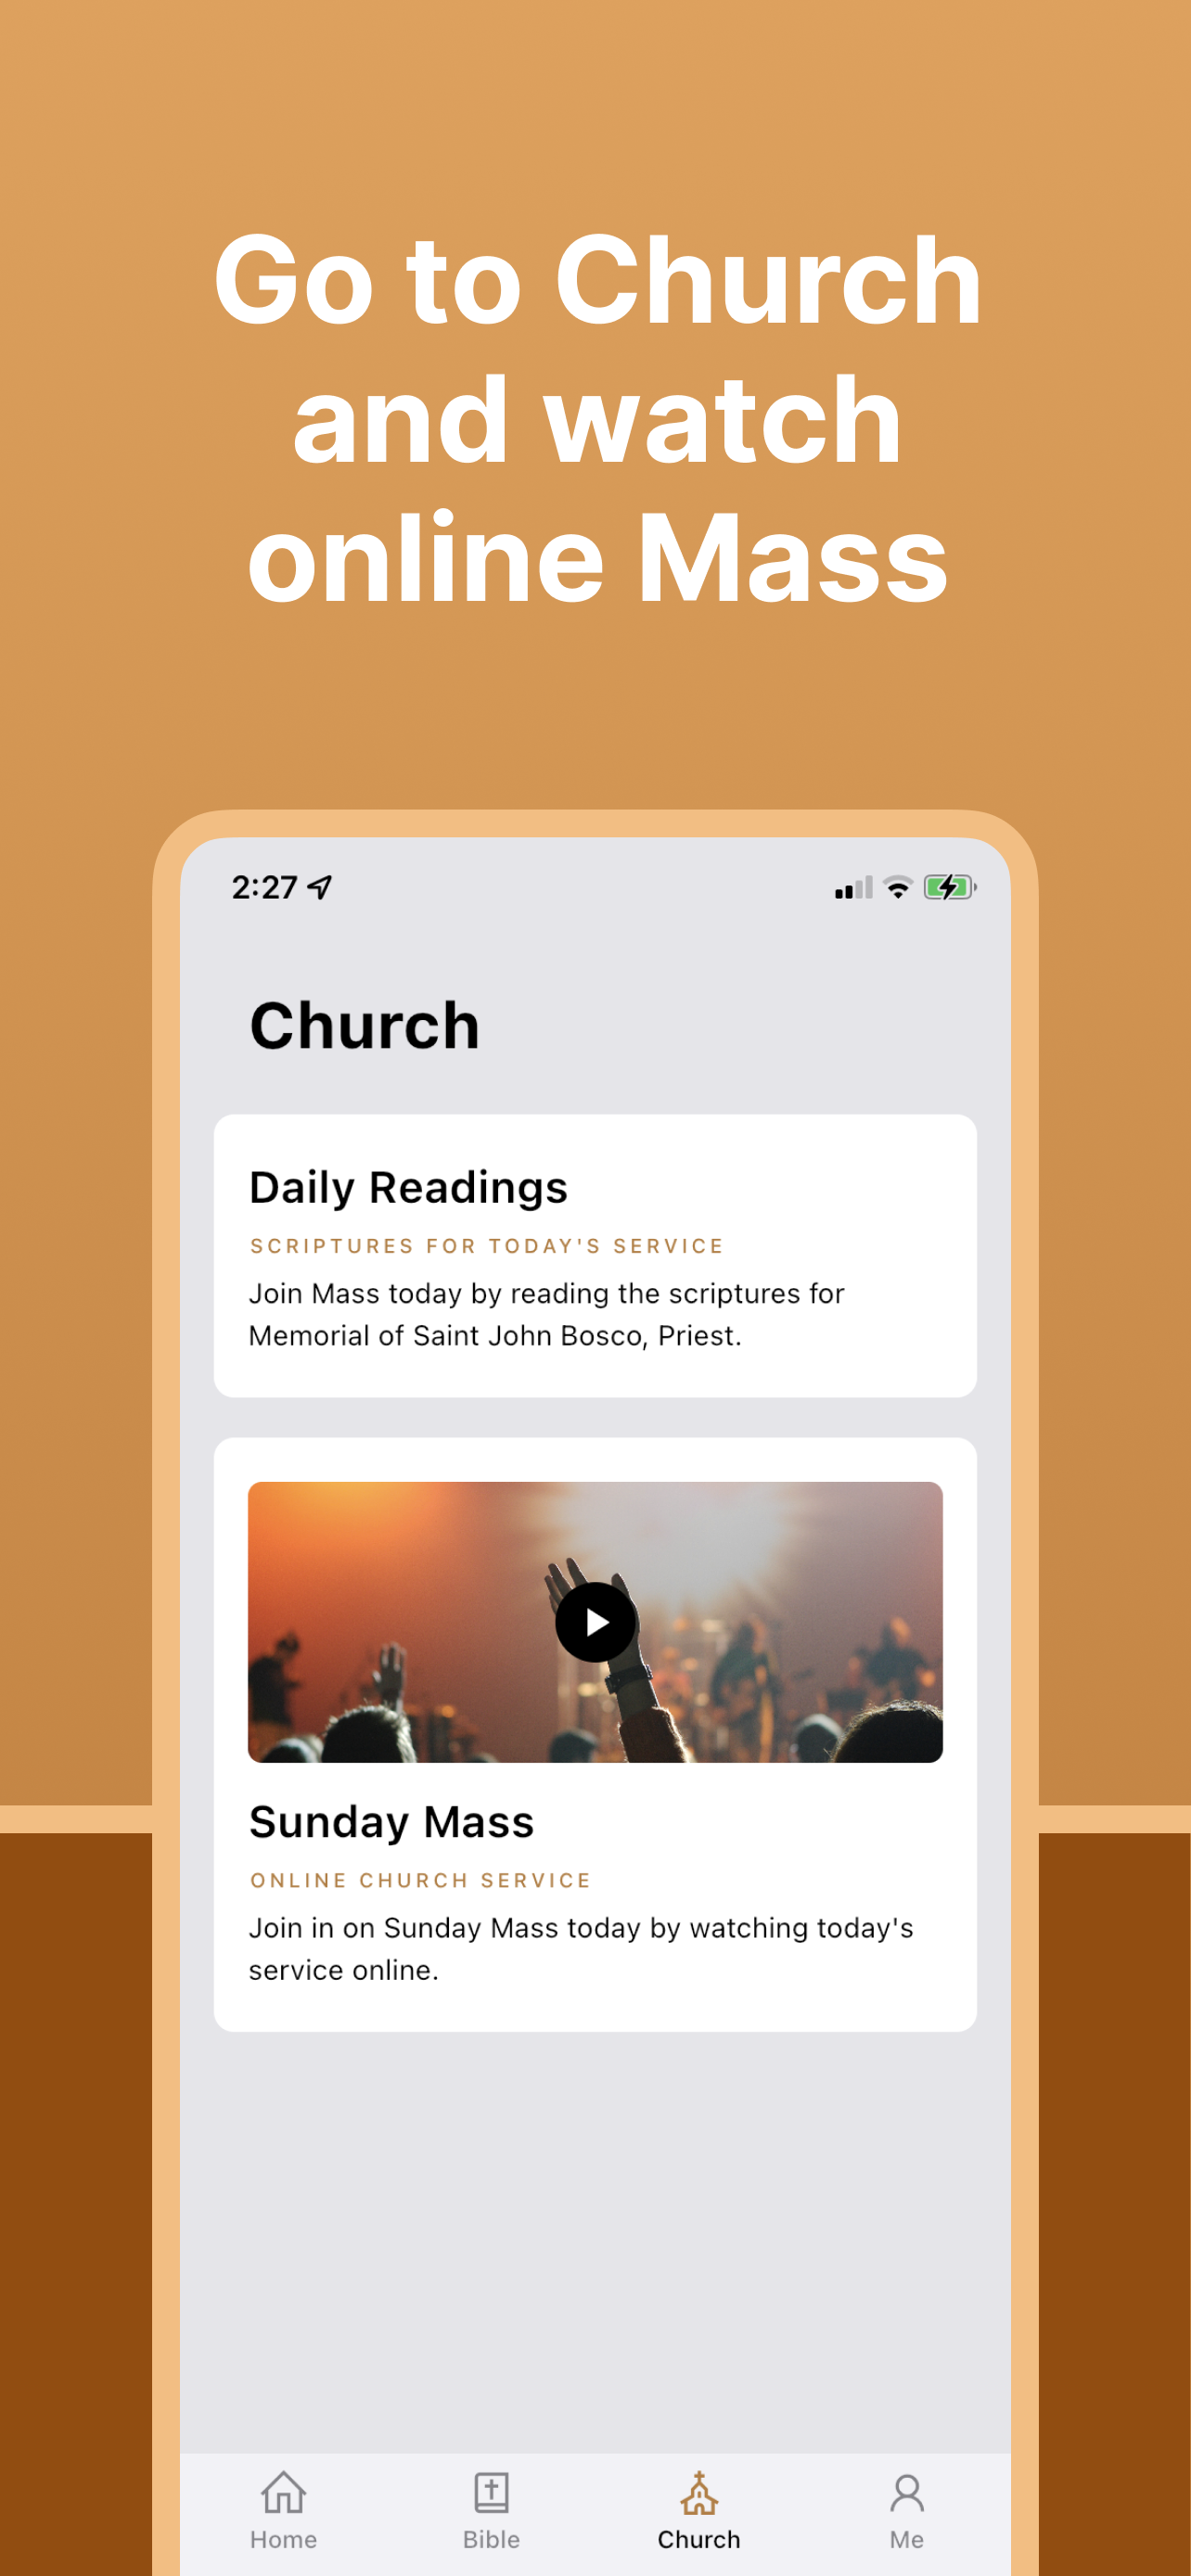 Go to Church
and watch
online Mass
2:27
Church
Daily Readings
SCRIPTURES FOR TODAY'S SERVICE
Join Mass today by reading the scriptures for
Memorial of Saint John Bosco, Priest.
Sunday Mass
ONLINE CHURCH SERVICE
Join in on Sunday Mass today by watching today's
service online.
Home
Bible
Church
Me